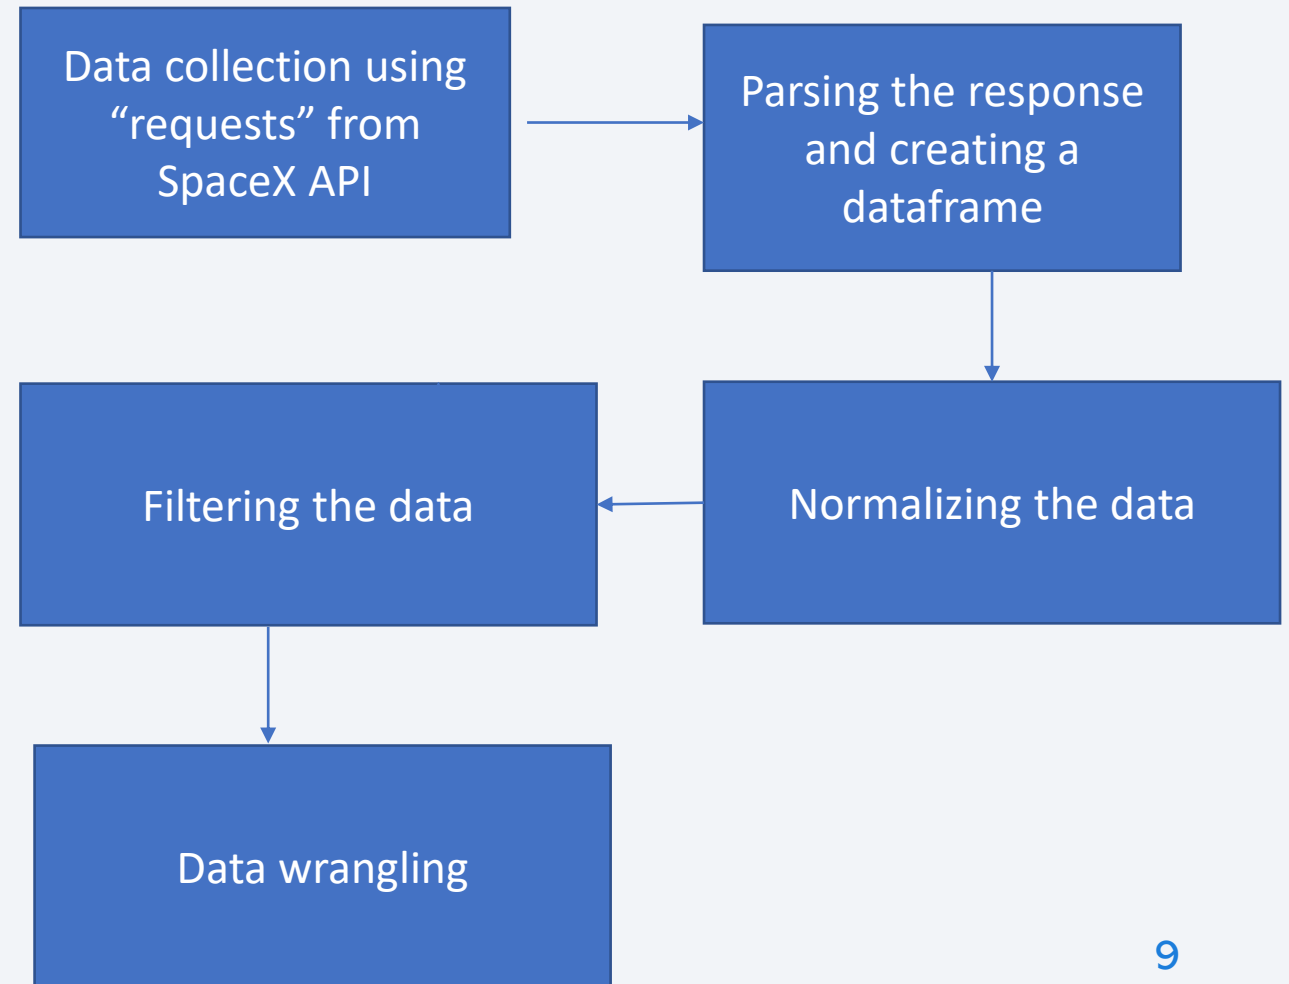 Data collection using
“requests” from
SpaceX API
Parsing the response
and creating a
dataframe
Normalizing the data
Filtering the data
Data wrangling
9